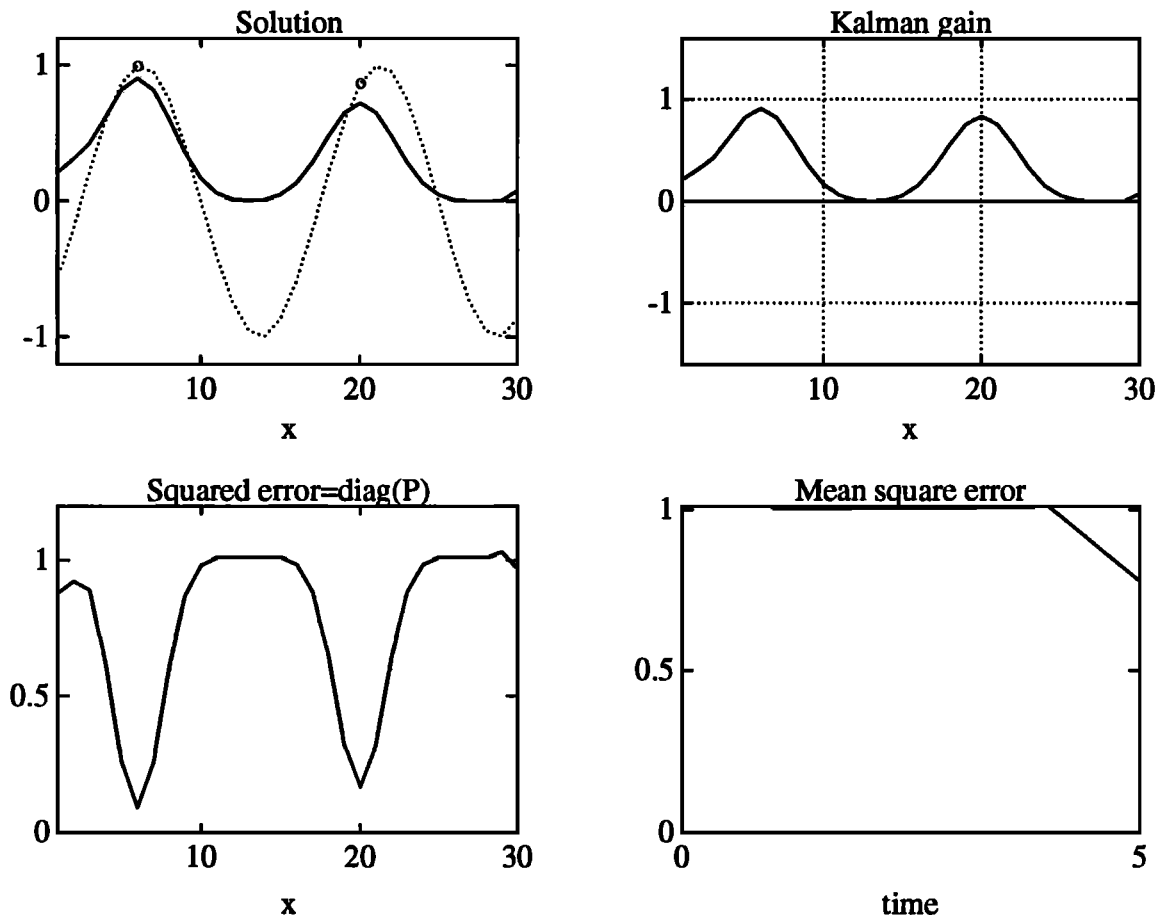 Solution
1
0
-1
10
20
30
x
Kalman gain
1
0
-1
10
20
30
x
Squared error=diag(P)
1
0.5
0
10
20
30
x
Mean square error
1
0.5
0
0
5
time